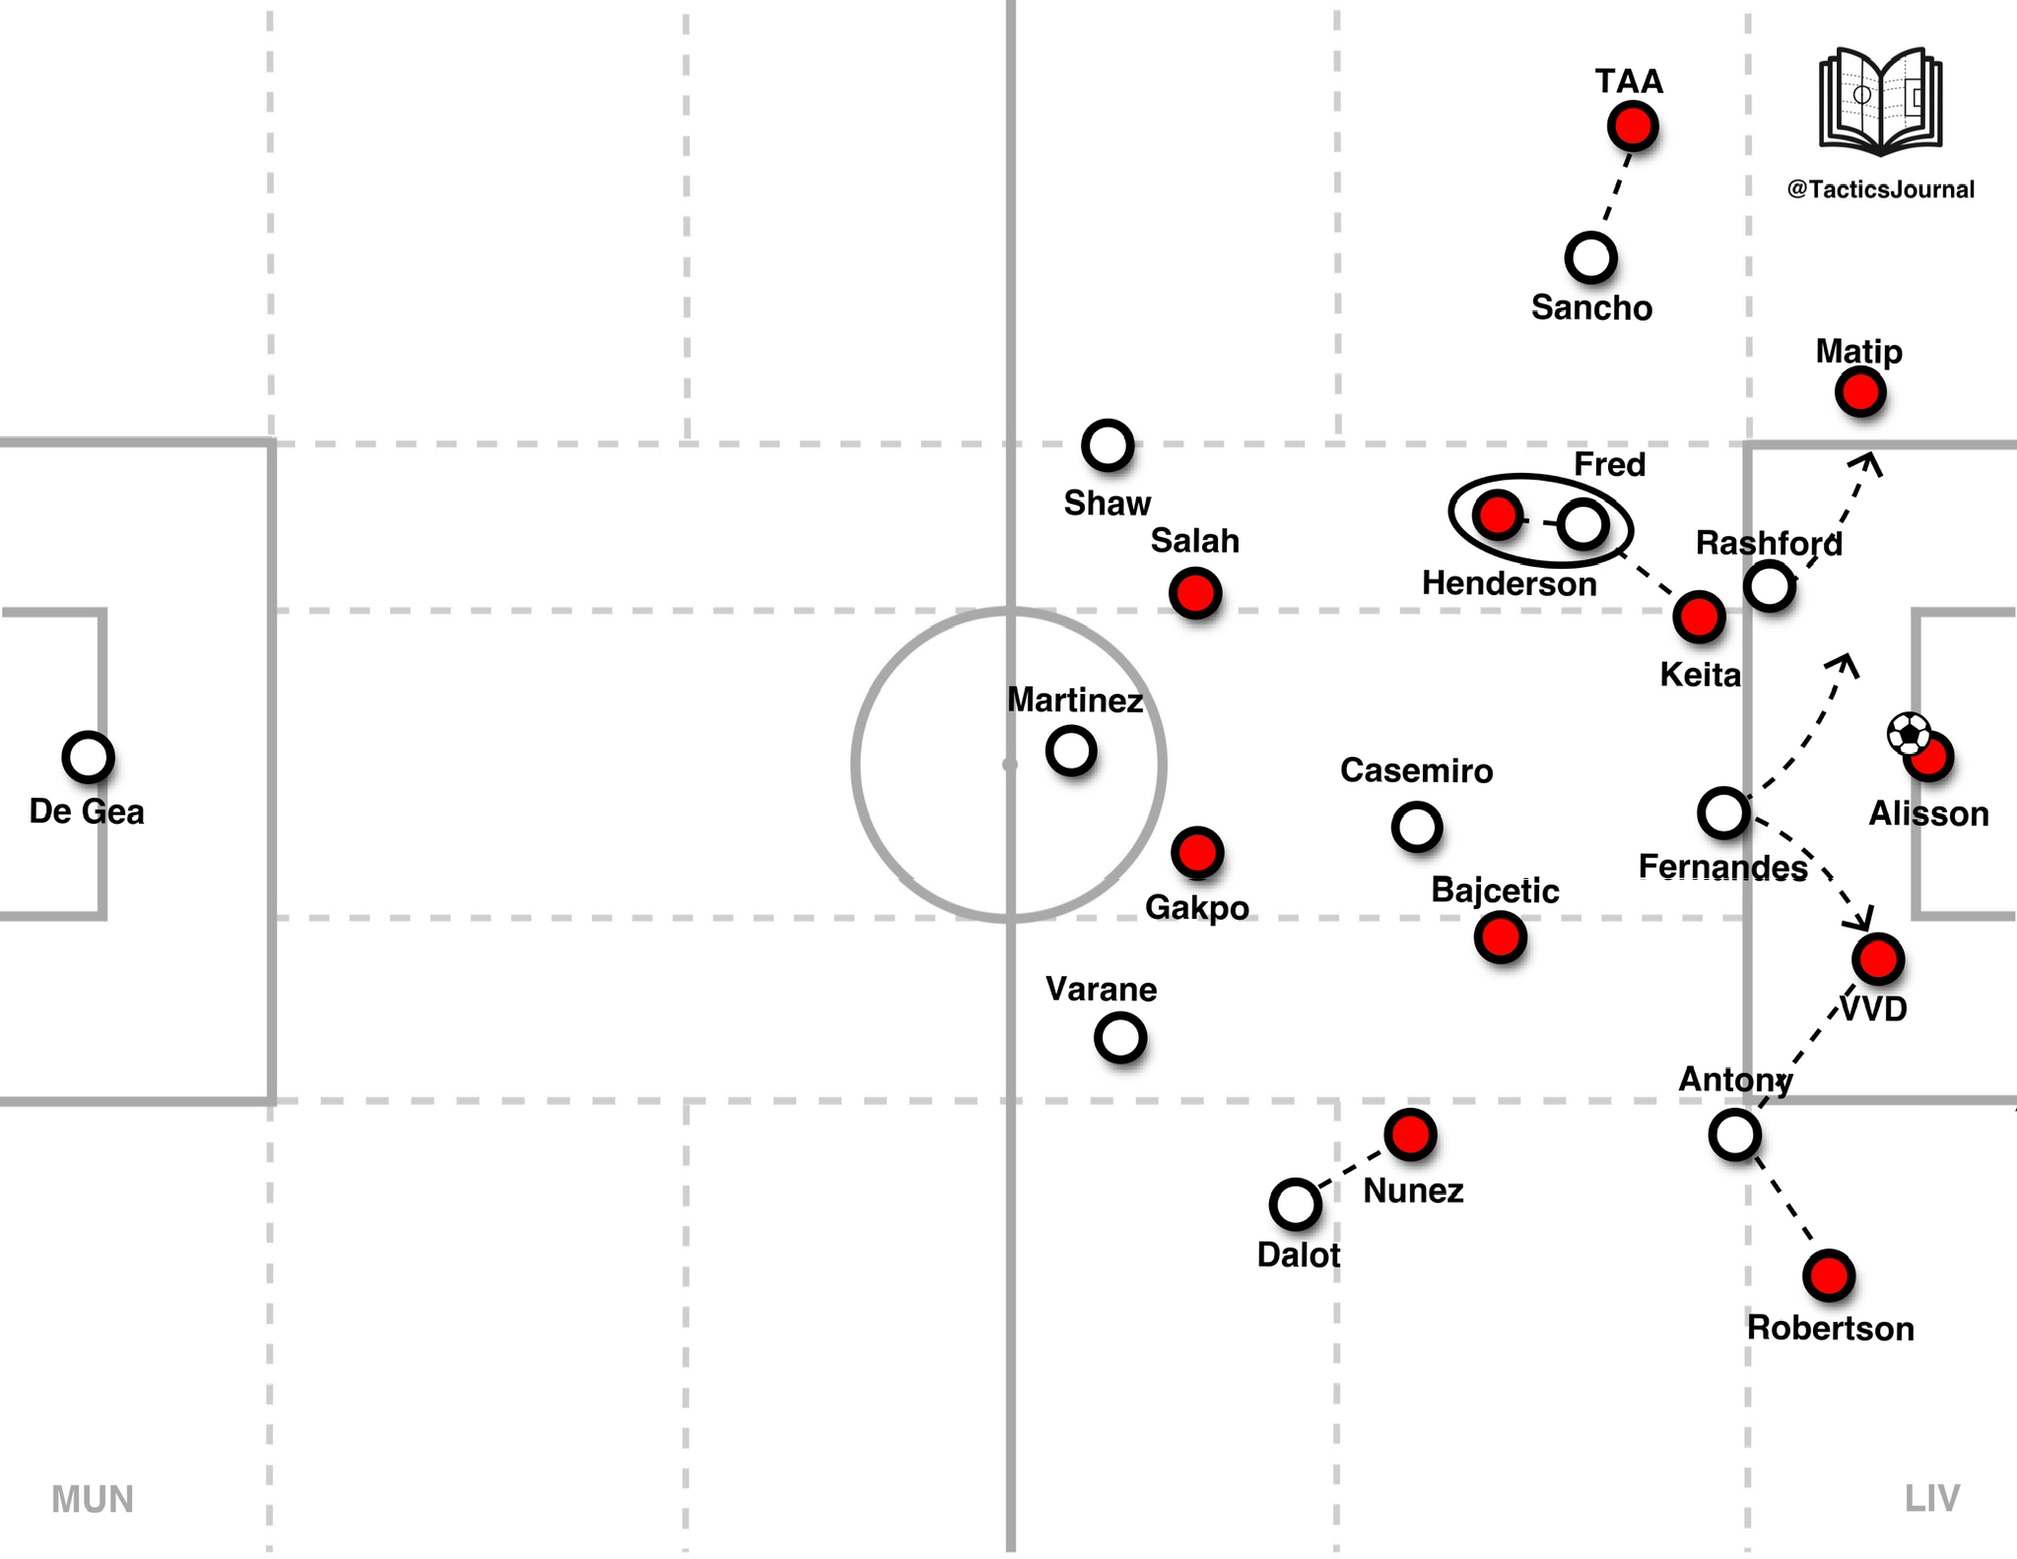 TAA
@TacticsJournal
Sancho
Matip
Fred
Shaw
Salah
Rashford
Henderson
Keita
Martinez
Casemiro
De Gea
Alisson
Fernandes
Bajcetic
Gakpo
Varane
VVD
Antony
Nunez
Dalot
Robertson
MUN
LIV